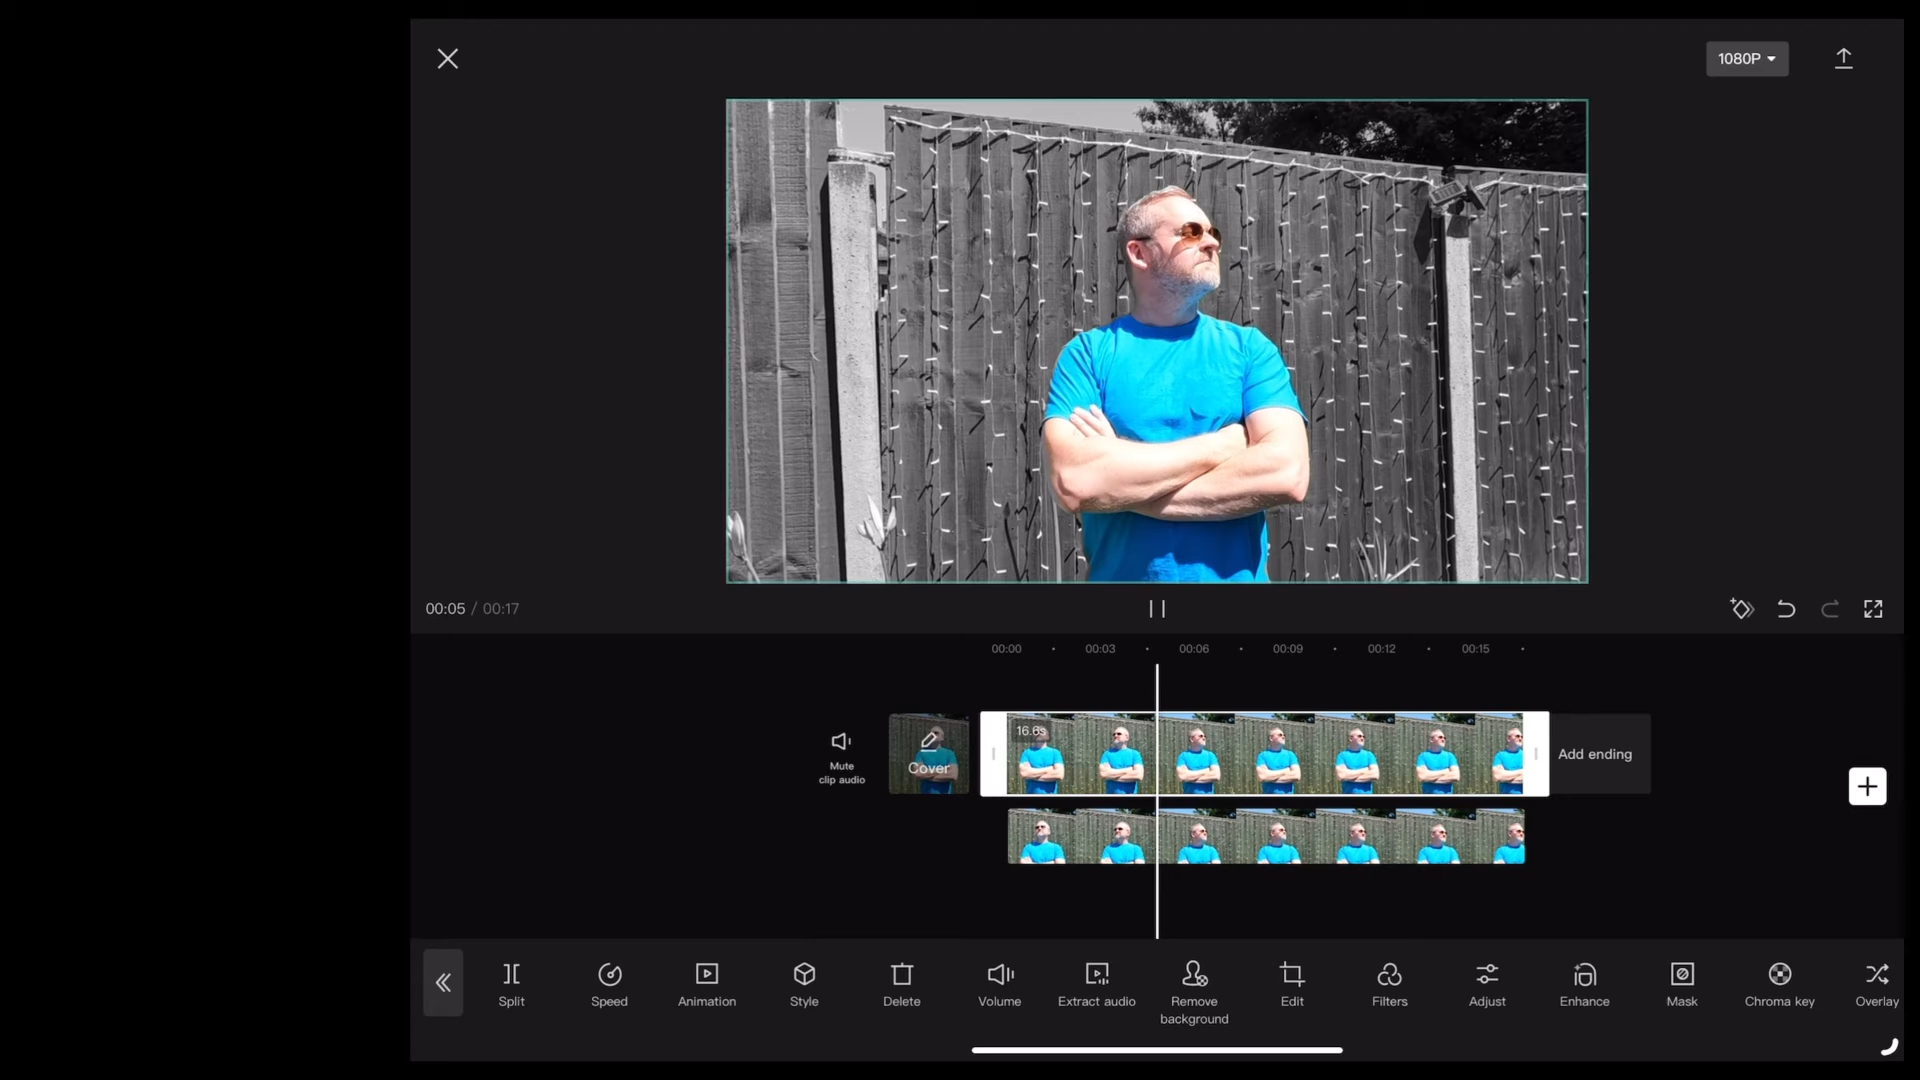 1080P
00:05 / 00:17
00:00 00:03 00:06 00:09 00:12 00:15
16.6s
Mute
clip audio
Cover
Add ending
Split
Speed
Animation
Style
Delete
Volume
Extract audio
Remove
background
Edit
Filters
Adjust
Enhance
Mask
Chroma key
Overlay